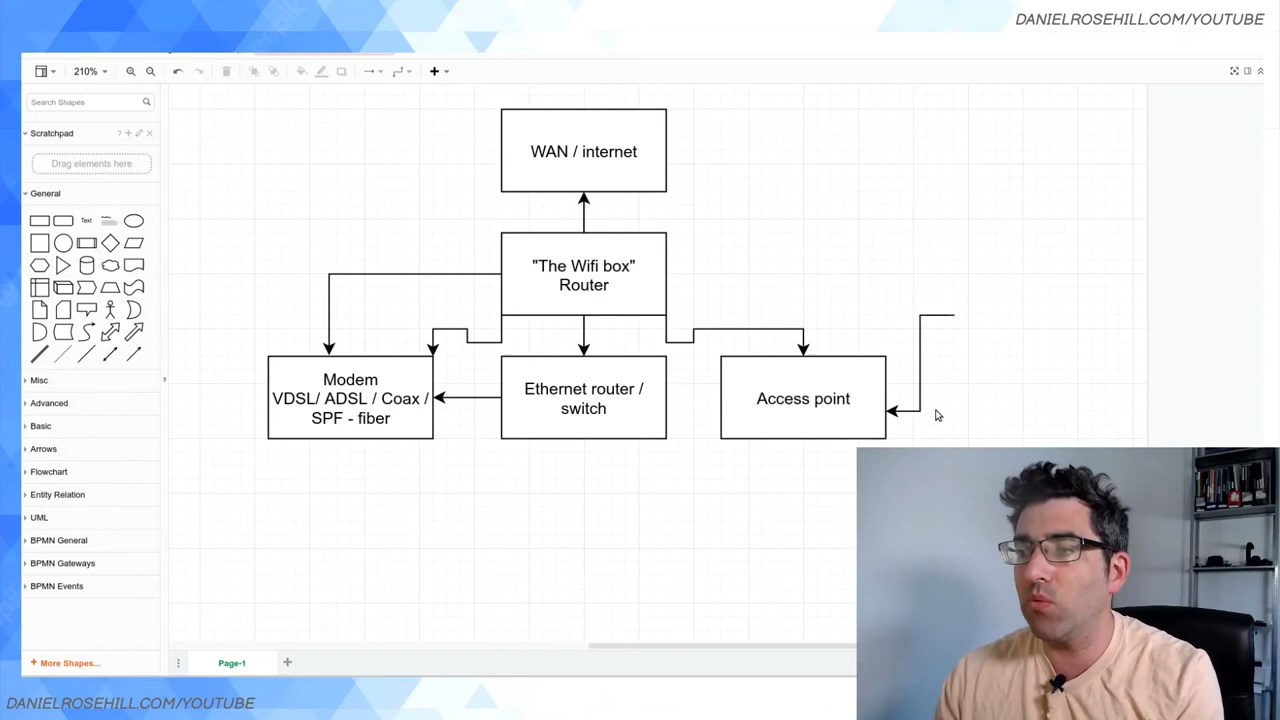 DANIELROSEHILL.COM/YOUTUBE
210%
Search Shapes
Scratchpad
?
Drag elements here
General
Text
Misc
Advanced
Basic
Arrows
Flowchart
Entity Relation
UML
BPMN General
BPMN Gateways
BPMN Events
+ More Shapes...
WAN / internet
"The Wifi box"
Router
Modem
VDSL/ ADSL / Coax /
SPF - fiber
Ethernet router /
switch
Access point
Page-1
DANIELROSEHILL.COM/YOUTUBE